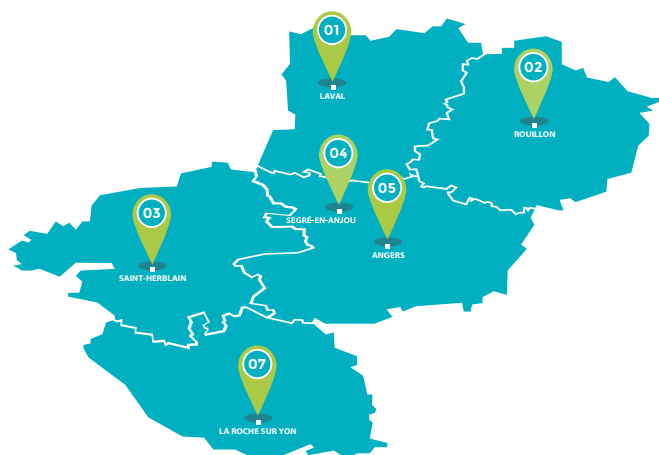 01
LAVAL
02
ROUILLON
04
SEGRÉ-EN-ANJOU
05
ANGERS
03
SAINT-HERBLAIN
07
LA ROCHE SUR YON